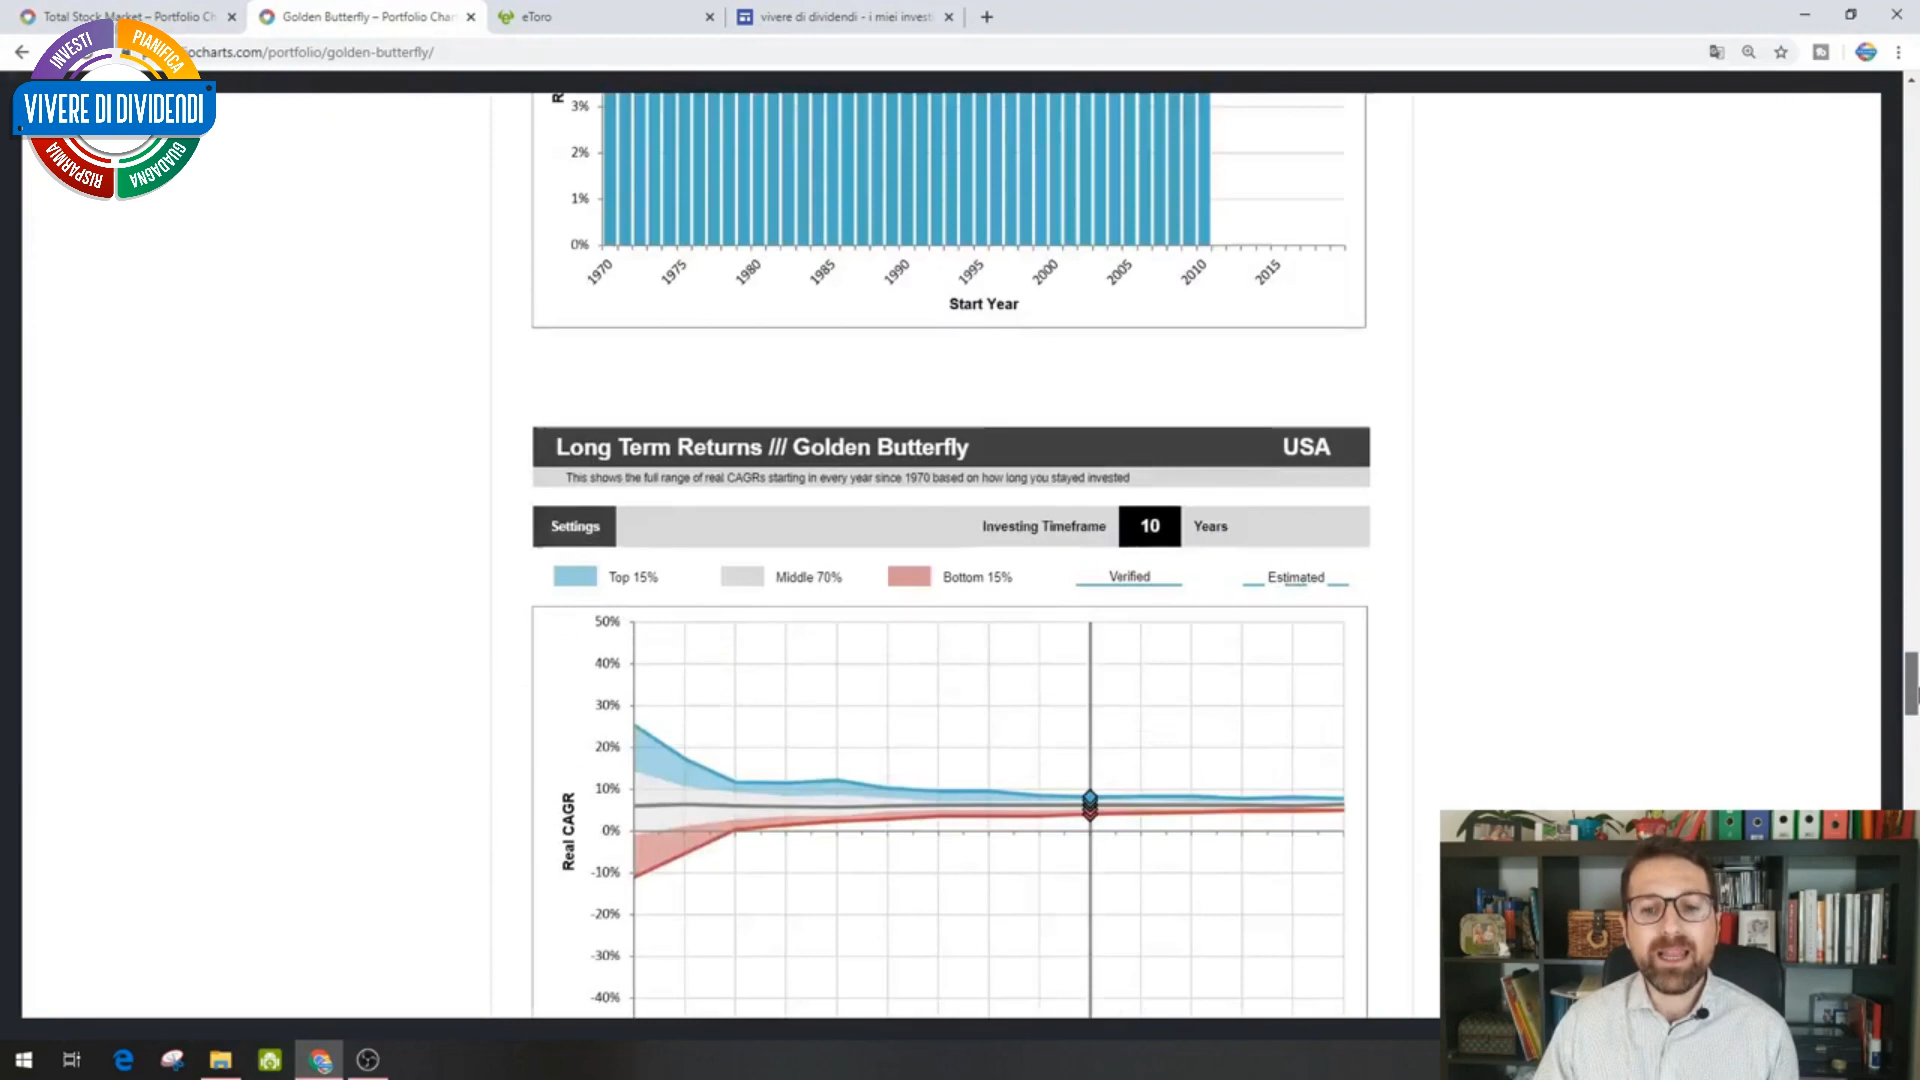 Total Stock Market – Portfolio Ch
Golden Butterfly – Portfolio Char
eToro
vivere di dividendi - i miei invest
iocharts.com/portfolio/golden-butterfly/
INVESTI
PIANIFICA
VIVERE DI DIVIDENDI
RISPARMIA
GUADAGNA
3%
2%
1%
0%
1970
1975
1980
1985
1990
1995
2000
2005
2010
2015
Start Year
Long Term Returns /// Golden Butterfly
USA
This shows the full range of real CAGRs starting in every year since 1970 based on how long you stayed invested
Settings
Investing Timeframe
10
Years
Top 15%
Middle 70%
Bottom 15%
Verified
Estimated
50%
40%
30%
20%
10%
0%
-10%
-20%
-30%
-40%
Real CAGR